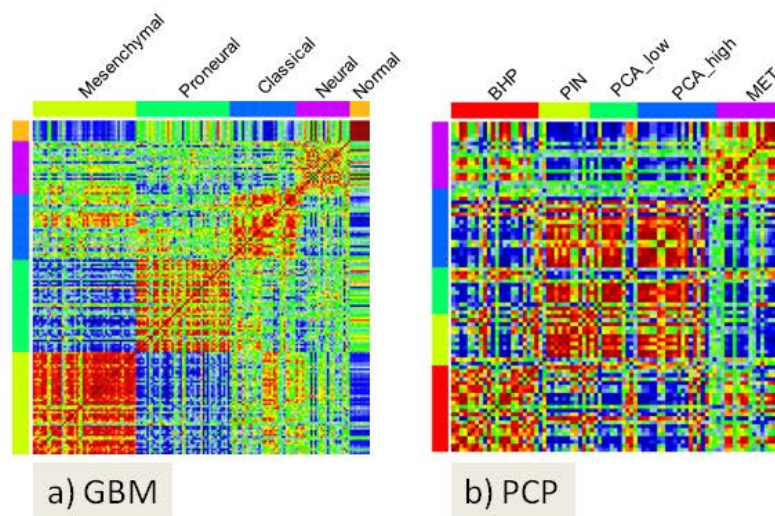 Mesenchymal
Proneural
Classical
Neural
Normal
BHP
PIN
PCA_low
PCA_high
MET
a) GBM
b) PCP